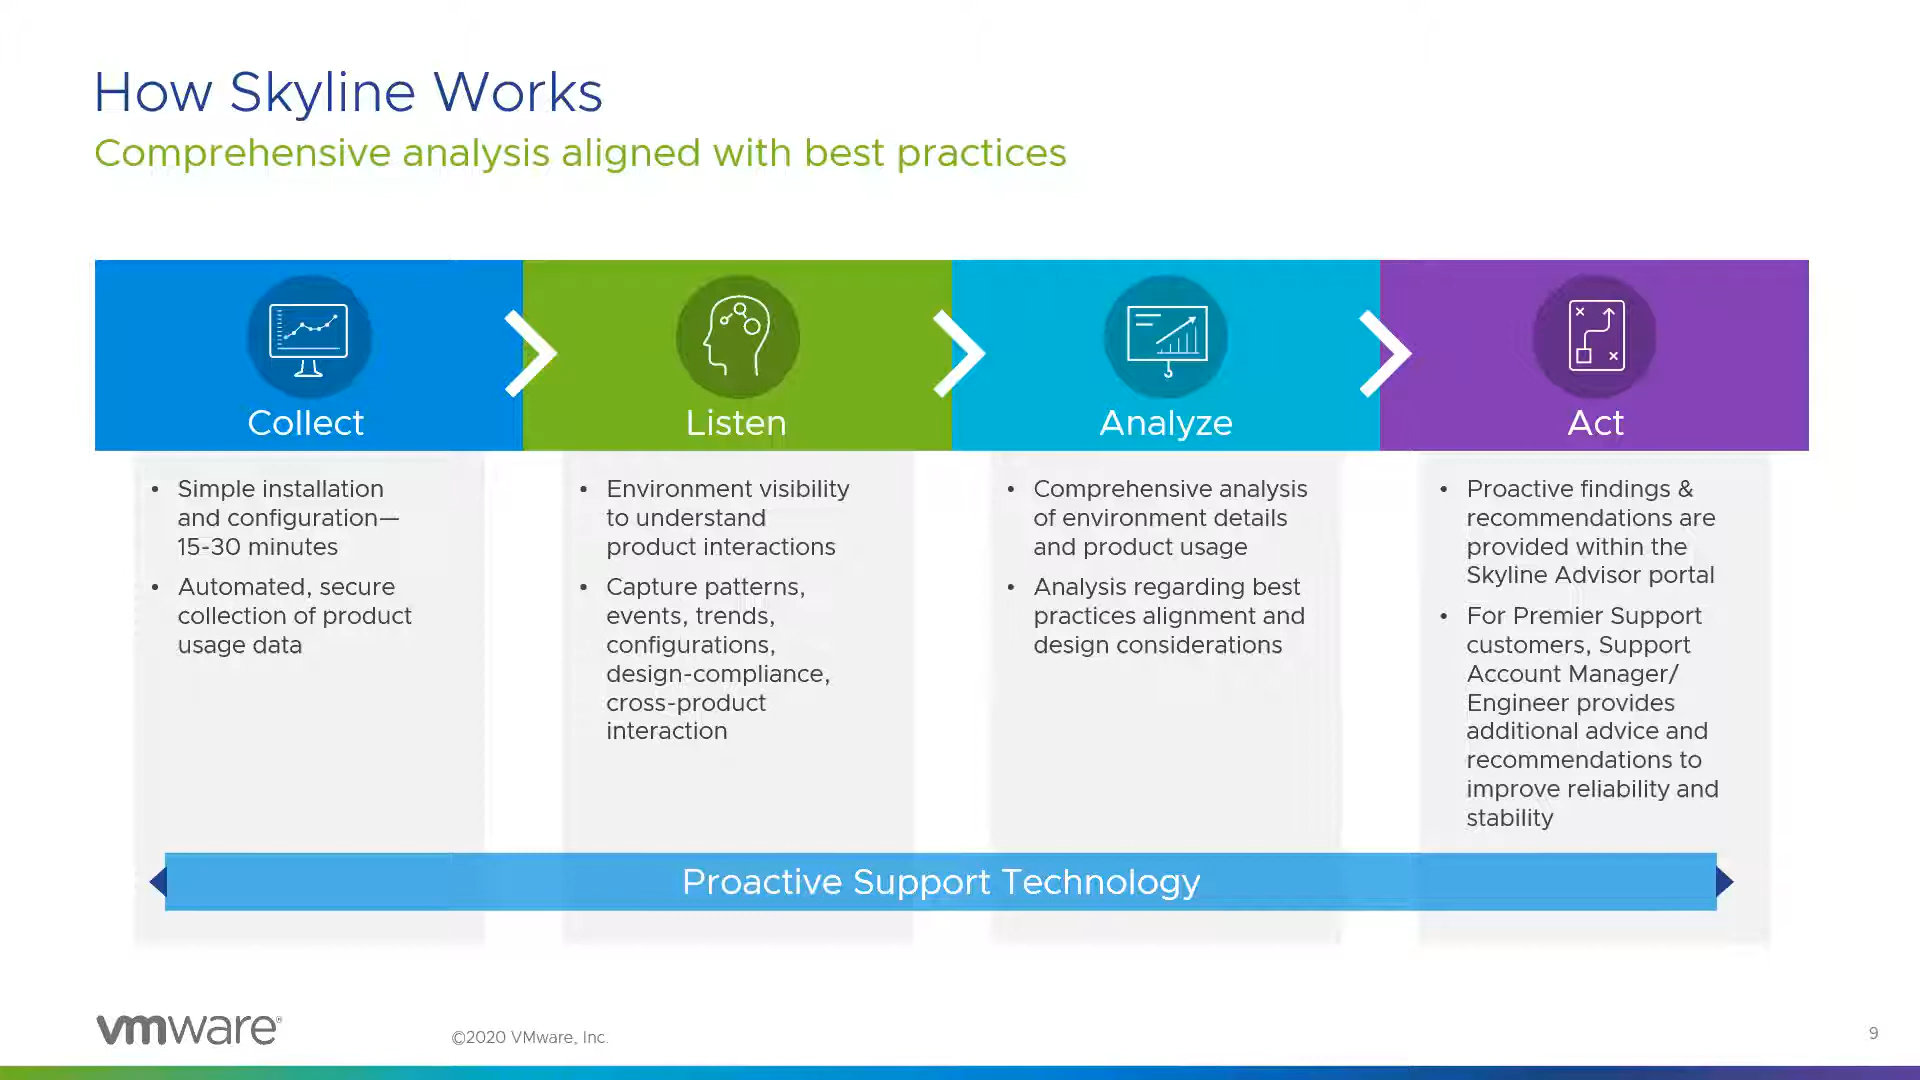 How Skyline Works
Comprehensive analysis aligned with best practices
Collect
• Simple installation
and configuration—
15-30 minutes
• Automated, secure
collection of product
usage data
Listen
• Environment visibility
to understand
product interactions
• Capture patterns,
events, trends,
configurations,
design-compliance,
cross-product
interaction
Analyze
• Comprehensive analysis
of environment details
and product usage
• Analysis regarding best
practices alignment and
design considerations
Act
• Proactive findings &
recommendations are
provided within the
Skyline Advisor portal
• For Premier Support
customers, Support
Account Manager/
Engineer provides
additional advice and
recommendations to
improve reliability and
stability
Proactive Support Technology
vmware®
©2020 VMware, Inc.
9